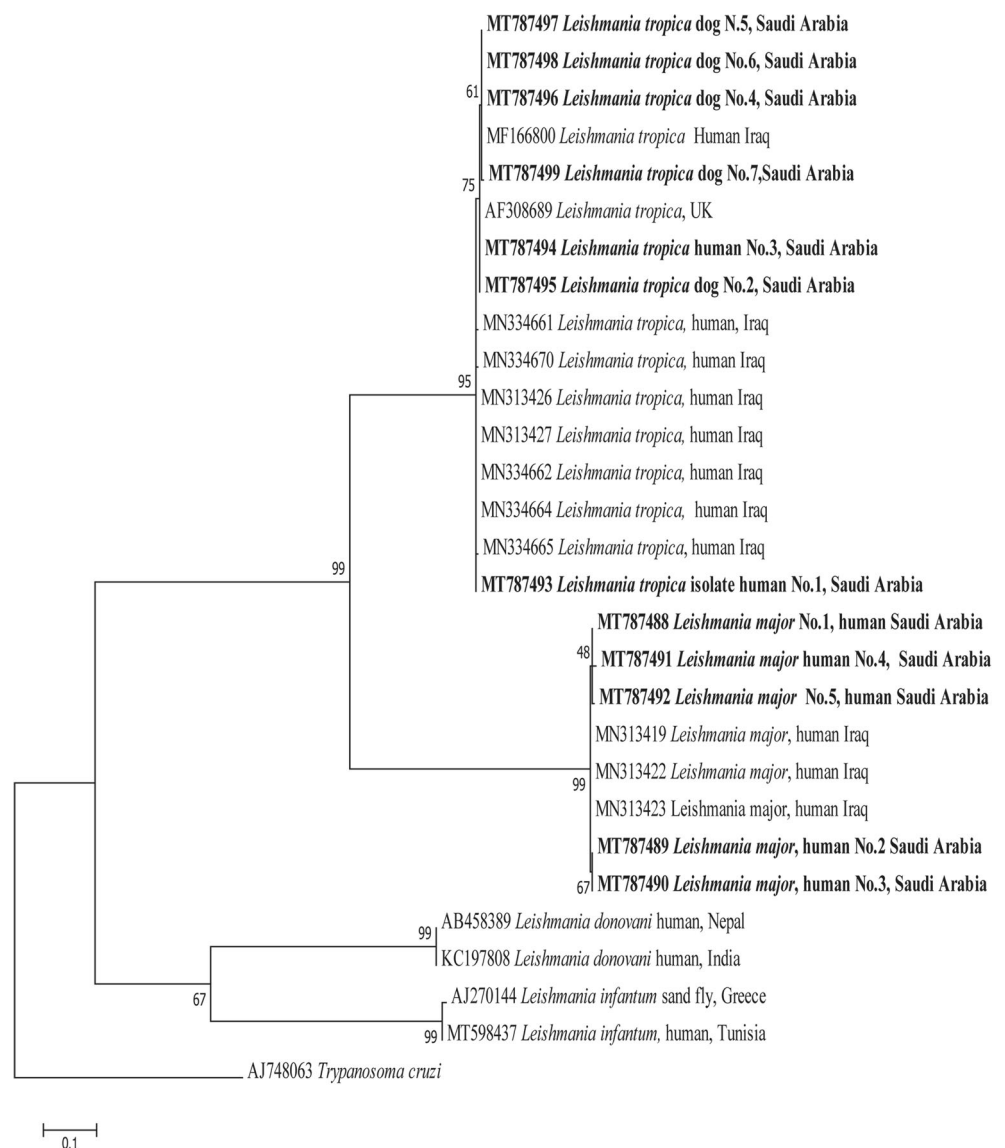 MT787497 Leishmania tropica dog N.5, Saudi Arabia
MT787498 Leishmania tropica dog No.6, Saudi Arabia
61
MT787496 Leishmania tropica dog No.4, Saudi Arabia
MF166800 Leishmania tropica Human Iraq
MT787499 Leishmania tropica dog No.7,Saudi Arabia
75
AF308689 Leishmania tropica, UK
MT787494 Leishmania tropica human No.3, Saudi Arabia
MT787495 Leishmania tropica dog No.2, Saudi Arabia
MN334661 Leishmania tropica, human, Iraq
MN334670 Leishmania tropica, human Iraq
95
MN313426 Leishmania tropica, human Iraq
MN313427 Leishmania tropica, human Iraq
MN334662 Leishmania tropica, human Iraq
MN334664 Leishmania tropica, human Iraq
MN334665 Leishmania tropica, human Iraq
99
MT787493 Leishmania tropica isolate human No.1, Saudi Arabia
MT787488 Leishmania major No.1, human Saudi Arabia
48
MT787491 Leishmania major human No.4, Saudi Arabia
MT787492 Leishmania major No.5, human Saudi Arabia
MN313419 Leishmania major, human Iraq
MN313422 Leishmania major, human Iraq
99
MN313423 Leishmania major, human Iraq
MT787489 Leishmania major, human No.2 Saudi Arabia
67
MT787490 Leishmania major, human No.3, Saudi Arabia
AB458389 Leishmania donovani human, Nepal
99
KC197808 Leishmania donovani human, India
67
AJ270144 Leishmania infantum sand fly, Greece
99
MT598437 Leishmania infantum, human, Tunisia
AJ748063 Trypanosoma cruzi
0.1